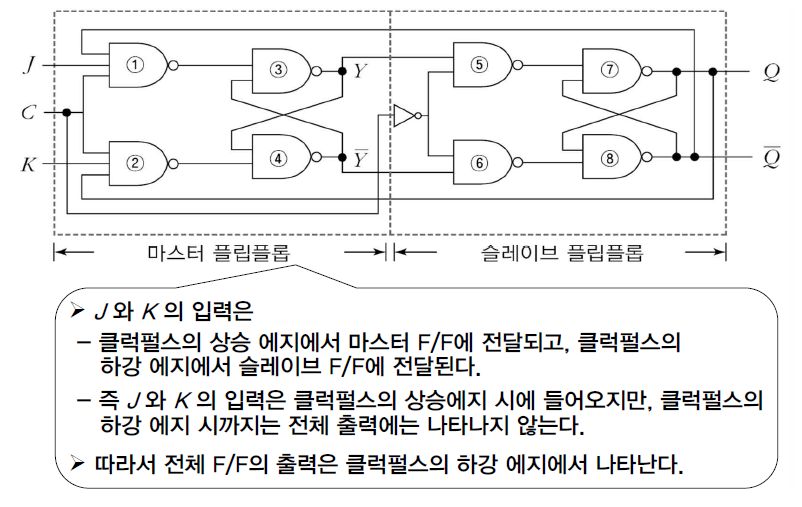 J
C
K
①
②
③
④
Y
Y̅
⑤
⑥
⑦
⑧
Q
Q̅
마스터 플립플롭
슬레이브 플립플롭
➢ J 와 K 의 입력은
– 클럭펄스의 상승 에지에서 마스터 F/F에 전달되고, 클럭펄스의
하강 에지에서 슬레이브 F/F에 전달된다.
– 즉 J 와 K 의 입력은 클럭펄스의 상승에지 시에 들어오지만, 클럭펄스의
하강 에지 시까지는 전체 출력에는 나타나지 않는다.
➢ 따라서 전체 F/F의 출력은 클럭펄스의 하강 에지에서 나타난다.